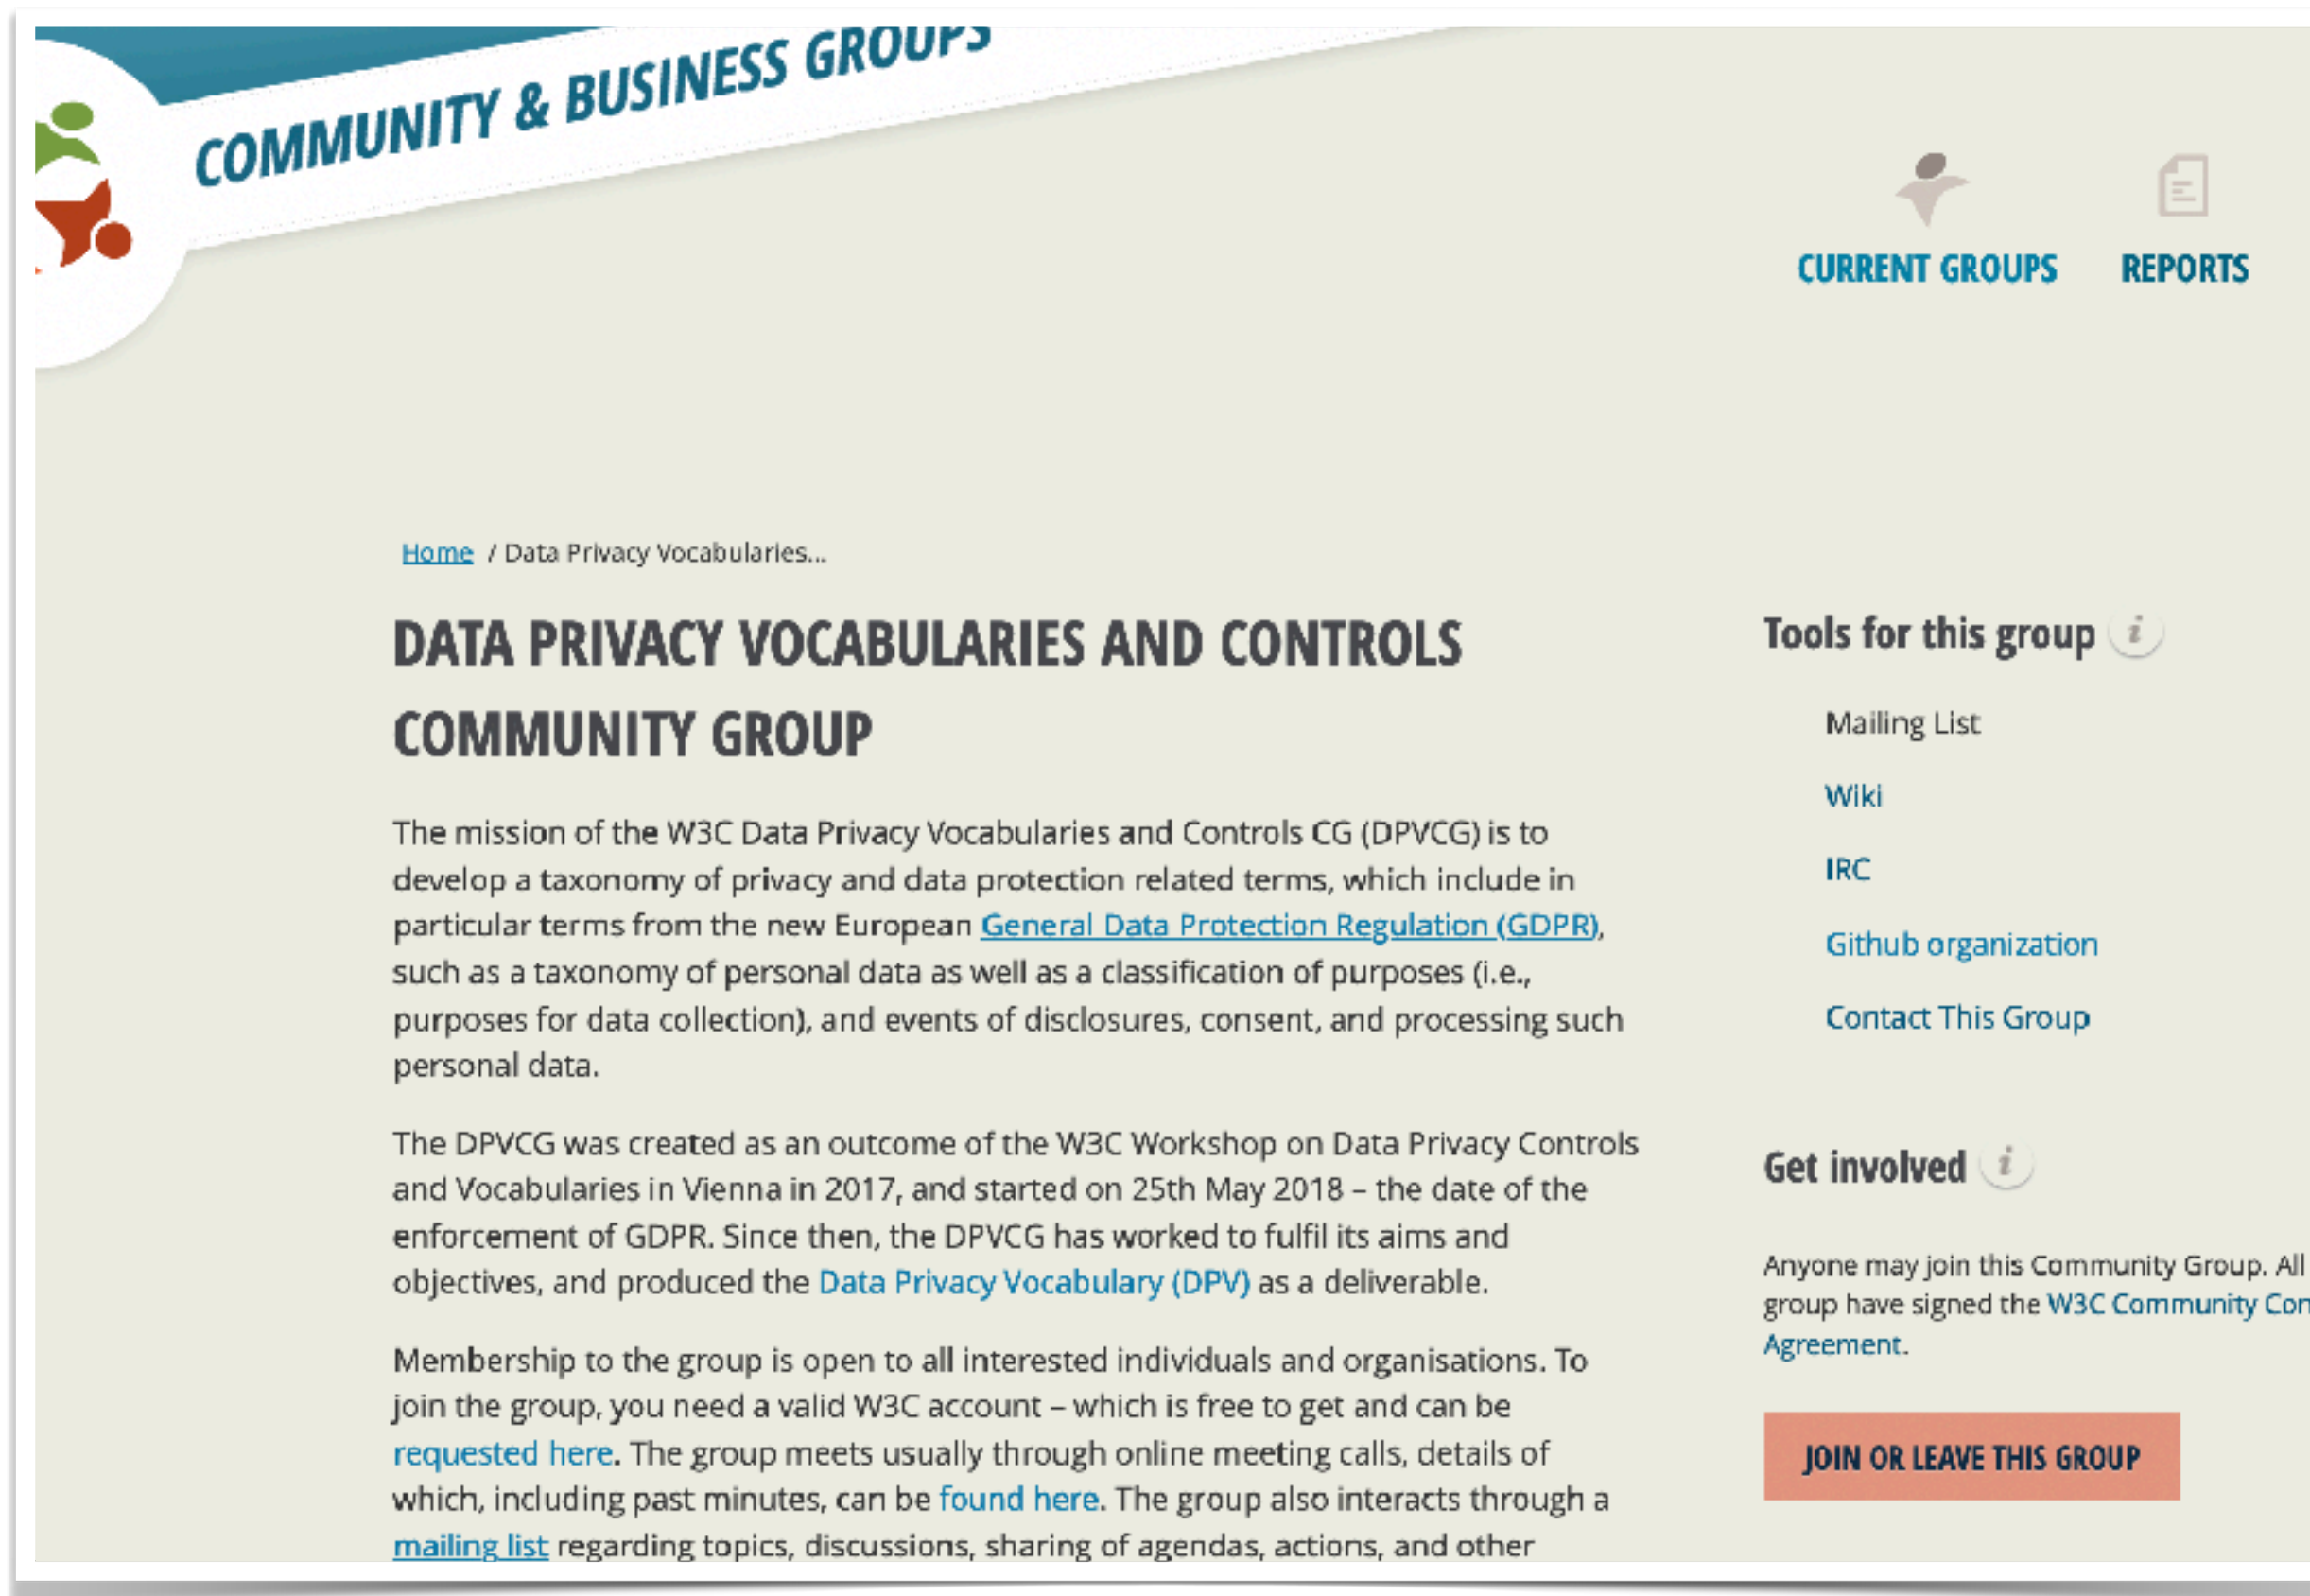 COMMUNITY & BUSINESS GROUPS
CURRENT GROUPS
REPORTS
Home / Data Privacy Vocabularies...
DATA PRIVACY VOCABULARIES AND CONTROLS
COMMUNITY GROUP
The mission of the W3C Data Privacy Vocabularies and Controls CG (DPVCG) is to
develop a taxonomy of privacy and data protection related terms, which include in
particular terms from the new European General Data Protection Regulation (GDPR),
such as a taxonomy of personal data as well as a classification of purposes (i.e.,
purposes for data collection), and events of disclosures, consent, and processing such
personal data.
The DPVCG was created as an outcome of the W3C Workshop on Data Privacy Controls
and Vocabularies in Vienna in 2017, and started on 25th May 2018 – the date of the
enforcement of GDPR. Since then, the DPVCG has worked to fulfil its aims and
objectives, and produced the Data Privacy Vocabulary (DPV) as a deliverable.
Membership to the group is open to all interested individuals and organisations. To
join the group, you need a valid W3C account – which is free to get and can be
requested here. The group meets usually through online meeting calls, details of
which, including past minutes, can be found here. The group also interacts through a
mailing list regarding topics, discussions, sharing of agendas, actions, and other
Tools for this group i
Mailing List
Wiki
IRC
Github organization
Contact This Group
Get involved i
Anyone may join this Community Group. All
group have signed the W3C Community Con
Agreement.
JOIN OR LEAVE THIS GROUP